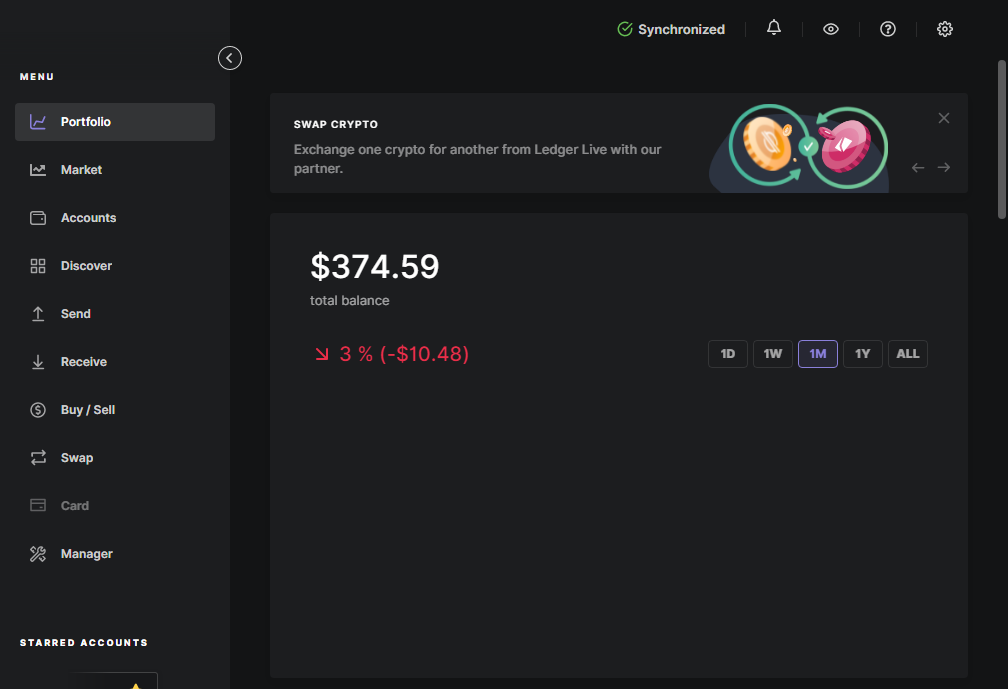 Synchronized
MENU
Portfolio
Market
Accounts
Discover
Send
Receive
Buy / Sell
Swap
Card
Manager
STARRED ACCOUNTS
SWAP CRYPTO
Exchange one crypto for another from Ledger Live with our
partner.
$374.59
total balance
3 % (-$10.48)
1D 1W 1M 1Y ALL